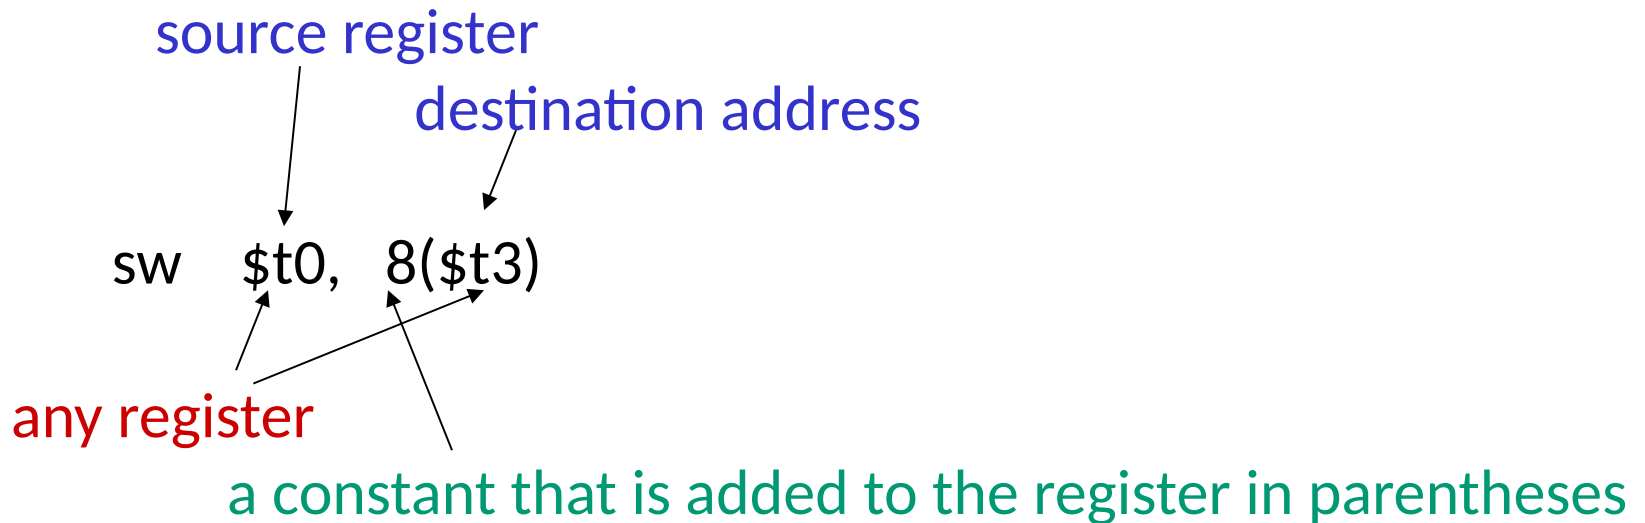 source register
destination address
sw $t0, 8($t3)
any register
a constant that is added to the register in parentheses